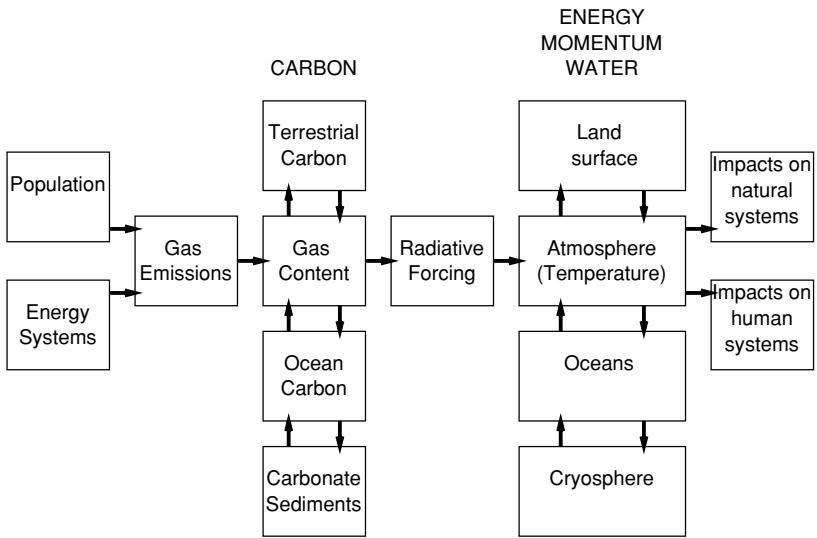 ENERGY
MOMENTUM
WATER
CARBON
Terrestrial
Carbon
Land
surface
Population
Impacts on
natural
systems
Gas
Emissions
Gas
Content
Radiative
Forcing
Atmosphere
(Temperature)
Energy
Systems
Impacts on
human
systems
Ocean
Carbon
Oceans
Carbonate
Sediments
Cryosphere